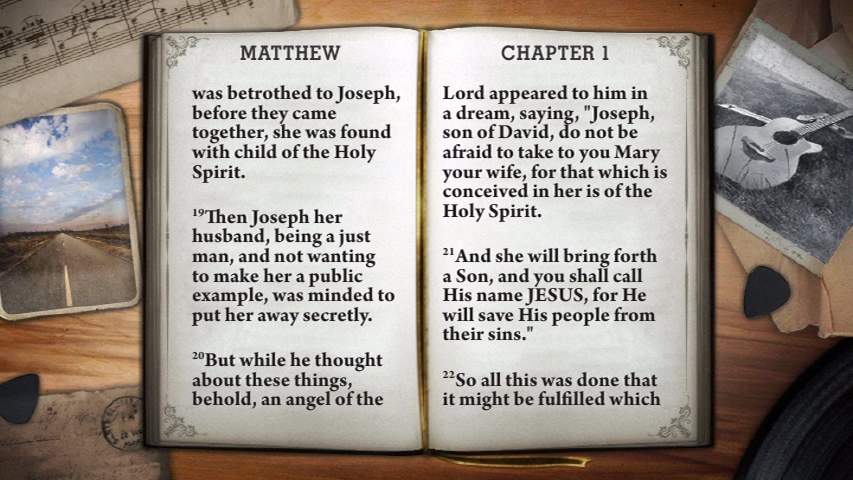 MATTHEW
was betrothed to Joseph,
before they came
together, she was found
with child of the Holy
Spirit.
19Then Joseph her
husband, being a just
man, and not wanting
to make her a public
example, was minded to
put her away secretly.
20But while he thought
about these things,
behold, an angel of the
CHAPTER 1
Lord appeared to him in
a dream, saying, "Joseph,
son of David, do not be
afraid to take to you Mary
your wife, for that which is
conceived in her is of the
Holy Spirit.
21And she will bring forth
a Son, and you shall call
His name JESUS, for He
will save His people from
their sins."
22So all this was done that
it might be fulfilled which